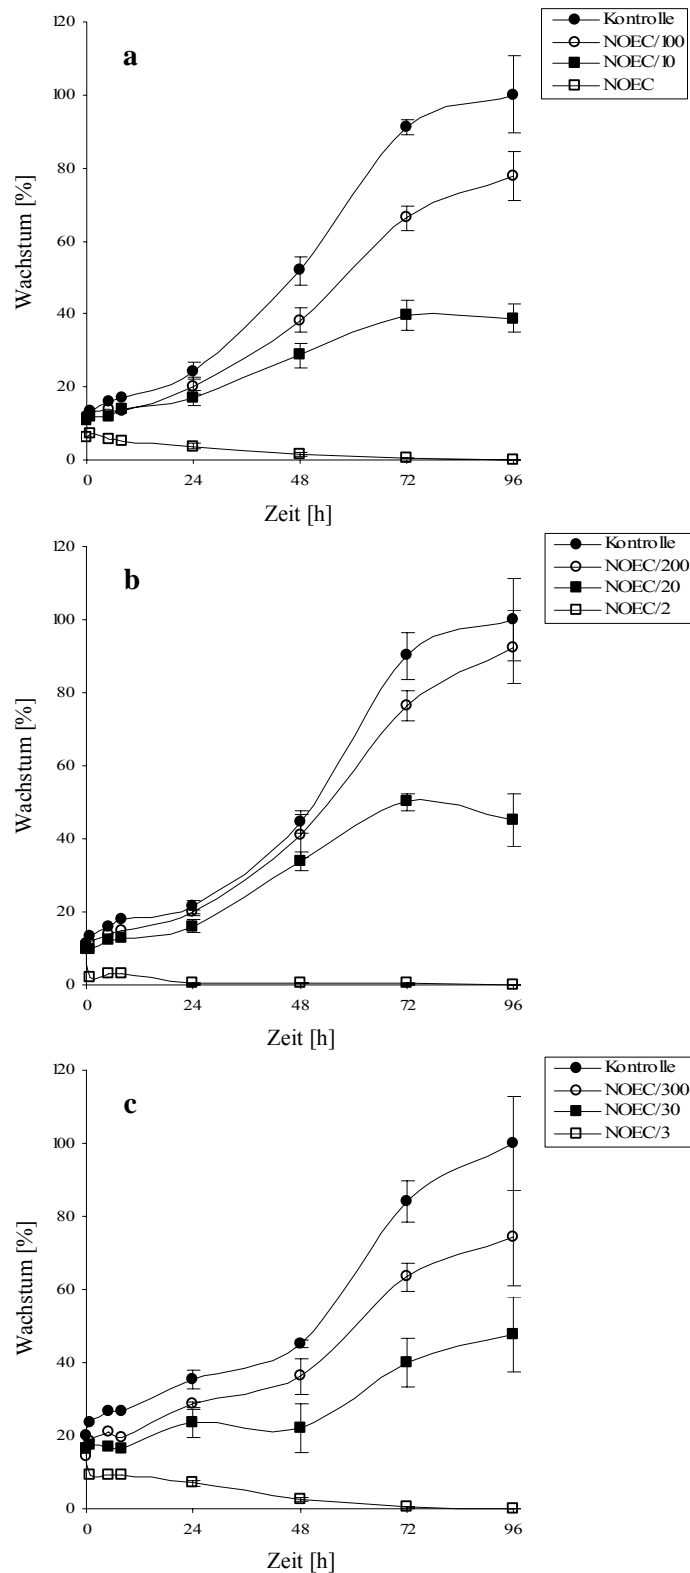 120
100
80
60
40
20
0
Wachstum [%]
a
Kontrolle
NOEC/100
NOEC/10
NOEC
0 24 48 72 96
Zeit [h]
120
100
80
60
40
20
0
Wachstum [%]
b
Kontrolle
NOEC/200
NOEC/20
NOEC/2
0 24 48 72 96
Zeit [h]
120
100
80
60
40
20
0
Wachstum [%]
c
Kontrolle
NOEC/300
NOEC/30
NOEC/3
0 24 48 72 96
Zeit [h]